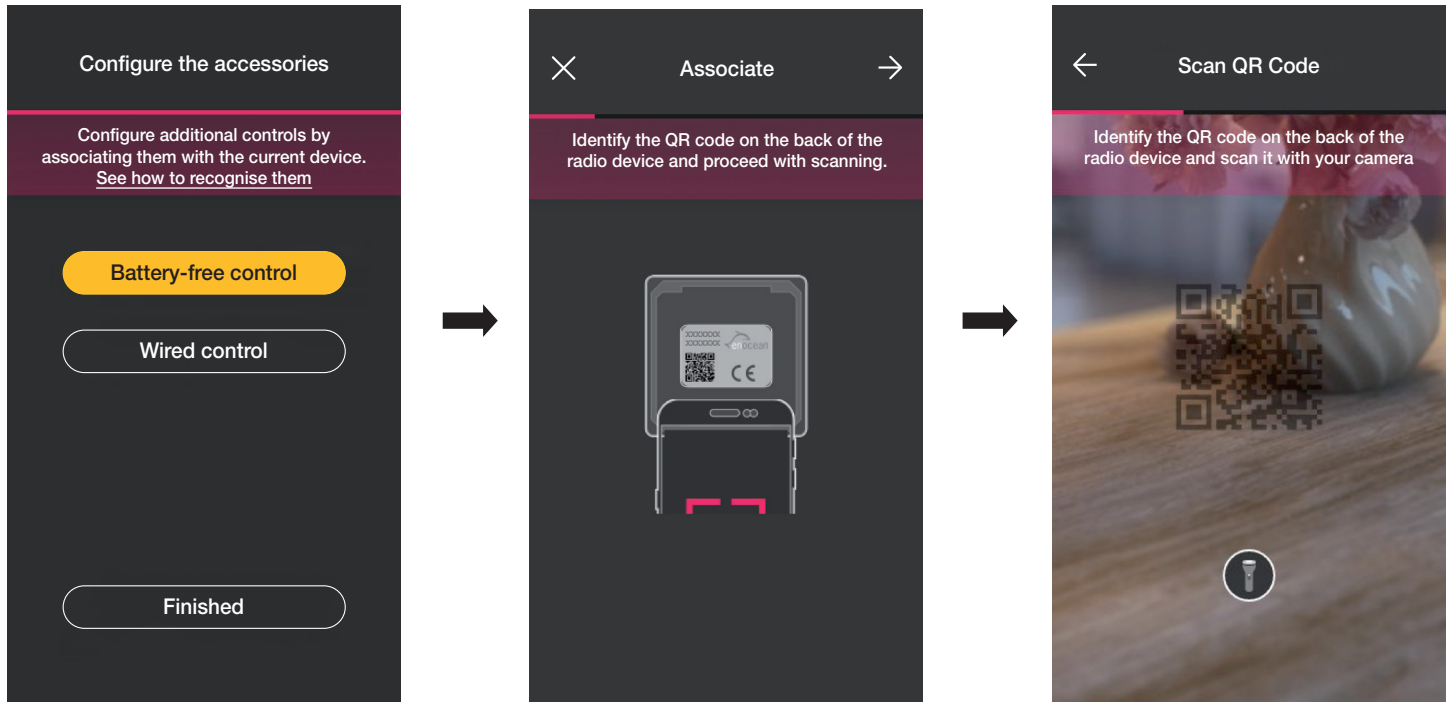 Configure the accessories
Configure additional controls by
associating them with the current device.
See how to recognise them
Battery-free control
Wired control
Finished
Associate
Identify the QR code on the back of the
radio device and proceed with scanning.
XXXXXXX
XXXXXXX
enocean
CE
Scan QR Code
Identify the QR code on the back of the
radio device and scan it with your camera